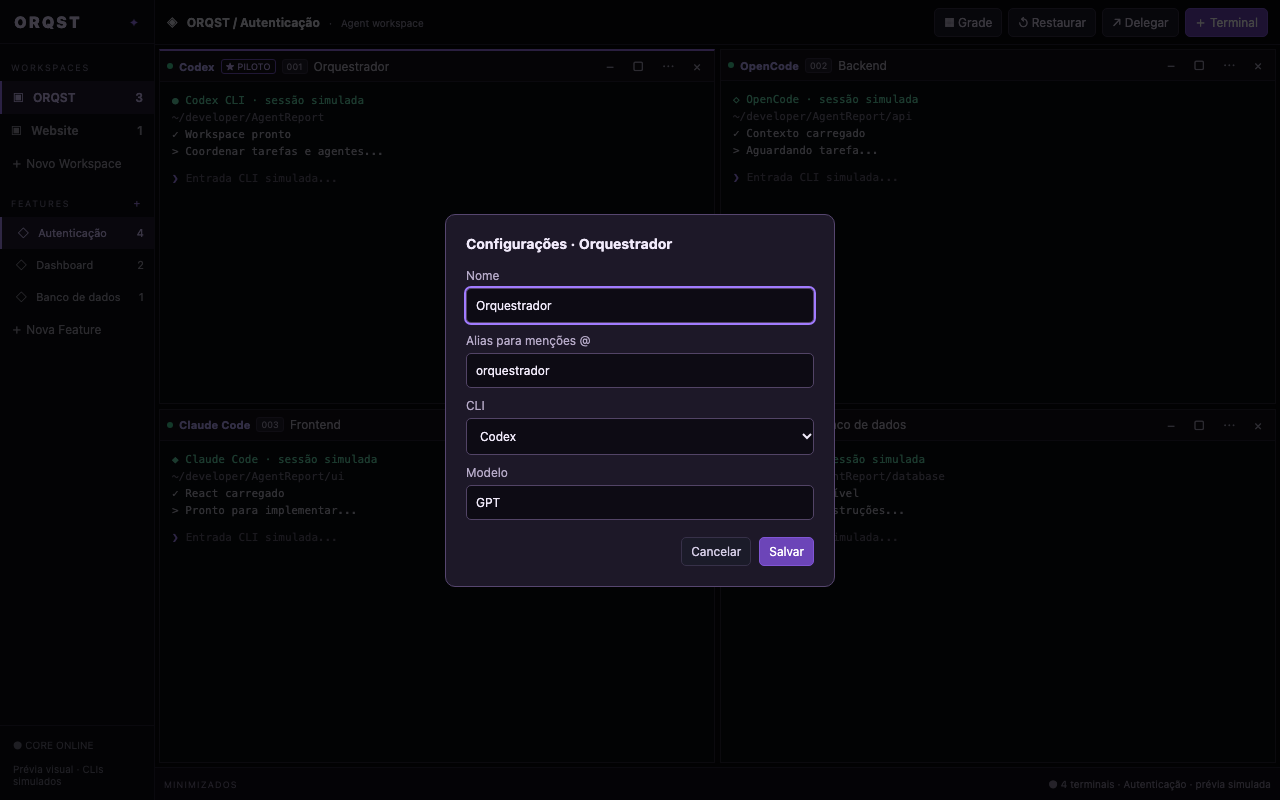 ORQST
ORQST / Autenticação · Agent workspace
Grade
Restaurar
Delegar
+ Terminal
WORKSPACES
ORQST 3
Website 1
+ Novo Workspace
FEATURES +
Autenticação 4
Dashboard 2
Banco de dados 1
+ Nova Feature
CORE ONLINE
Prévia visual · CLIs
simulados
Codex ★ PILOTO 001 Orquestrador
● Codex CLI · sessão simulada
~/developer/AgentReport
✓ Workspace pronto
> Coordenar tarefas e agentes...
❯ Entrada CLI simulada...
OpenCode 002 Backend
◇ OpenCode · sessão simulada
~/developer/AgentReport/api
✓ Contexto carregado
> Aguardando tarefa...
❯ Entrada CLI simulada...
Configurações · Orquestrador
Nome
Orquestrador
Alias para menções @
orquestrador
CLI
Codex
Modelo
GPT
Cancelar
Salvar
Claude Code 003 Frontend
◆ Claude Code · sessão simulada
~/developer/AgentReport/ui
✓ React carregado
> Pronto para implementar...
❯ Entrada CLI simulada...
co de dados
essão simulada
ntReport/database
ível
struções...
imulada...
MINIMIZADOS
4 terminais · Autenticação · prévia simulada